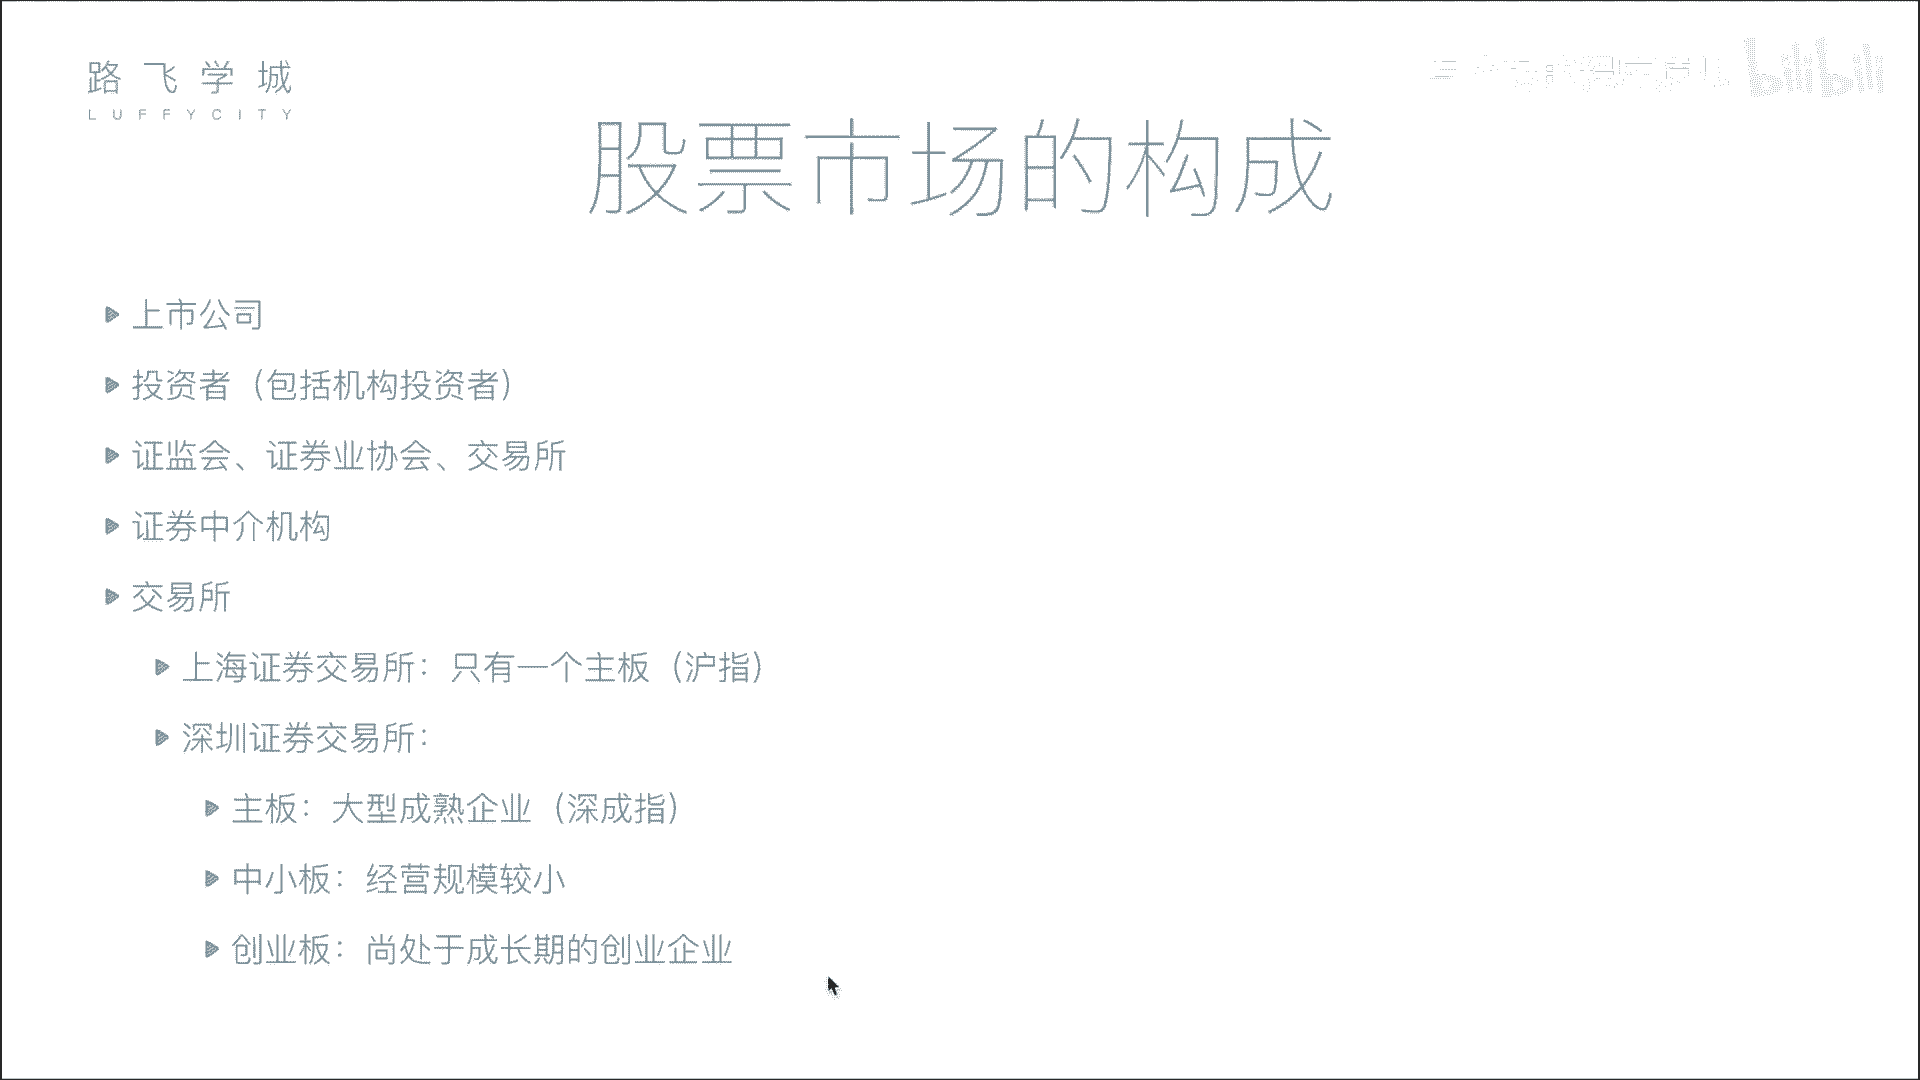 路飞学城
LUFFYCITY
bilibili
股票市场的构成
上市公司
投资者（包括机构投资者）
证监会、证券业协会、交易所
证券中介机构
交易所
上海证券交易所：只有一个主板（沪指）
深圳证券交易所：
主板：大型成熟企业（深成指）
中小板：经营规模较小
创业板：尚处于成长期的创业企业